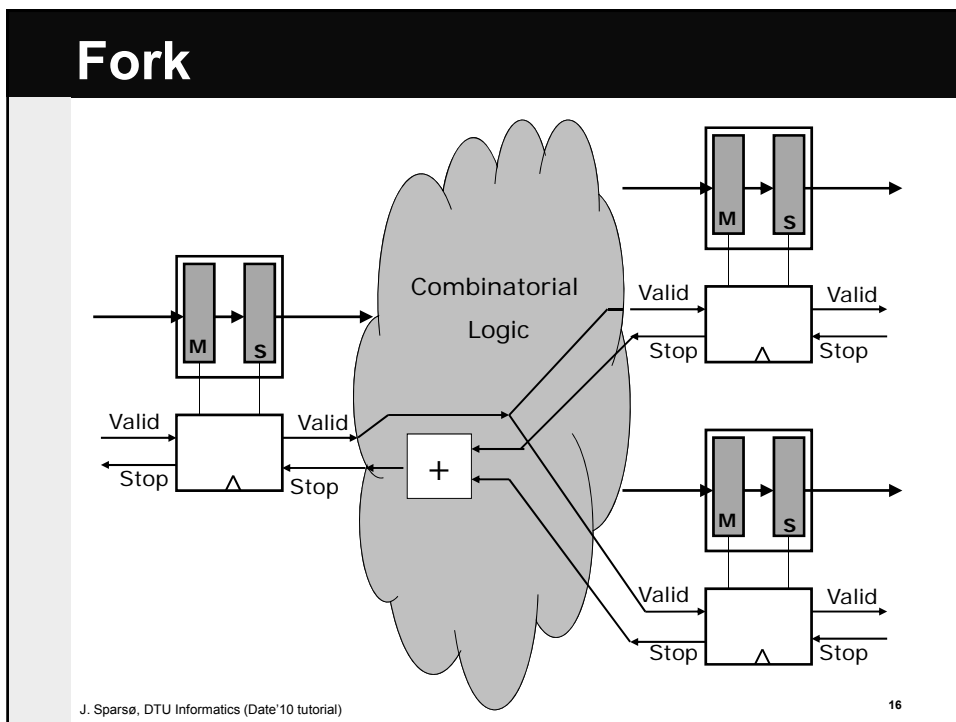 Fork
Combinatorial
Logic
M S
Valid Valid
Stop Stop
+
M S
Valid Valid
Stop Stop
M S
Valid Valid
Stop Stop
J. Sparsø, DTU Informatics (Date'10 tutorial)
16